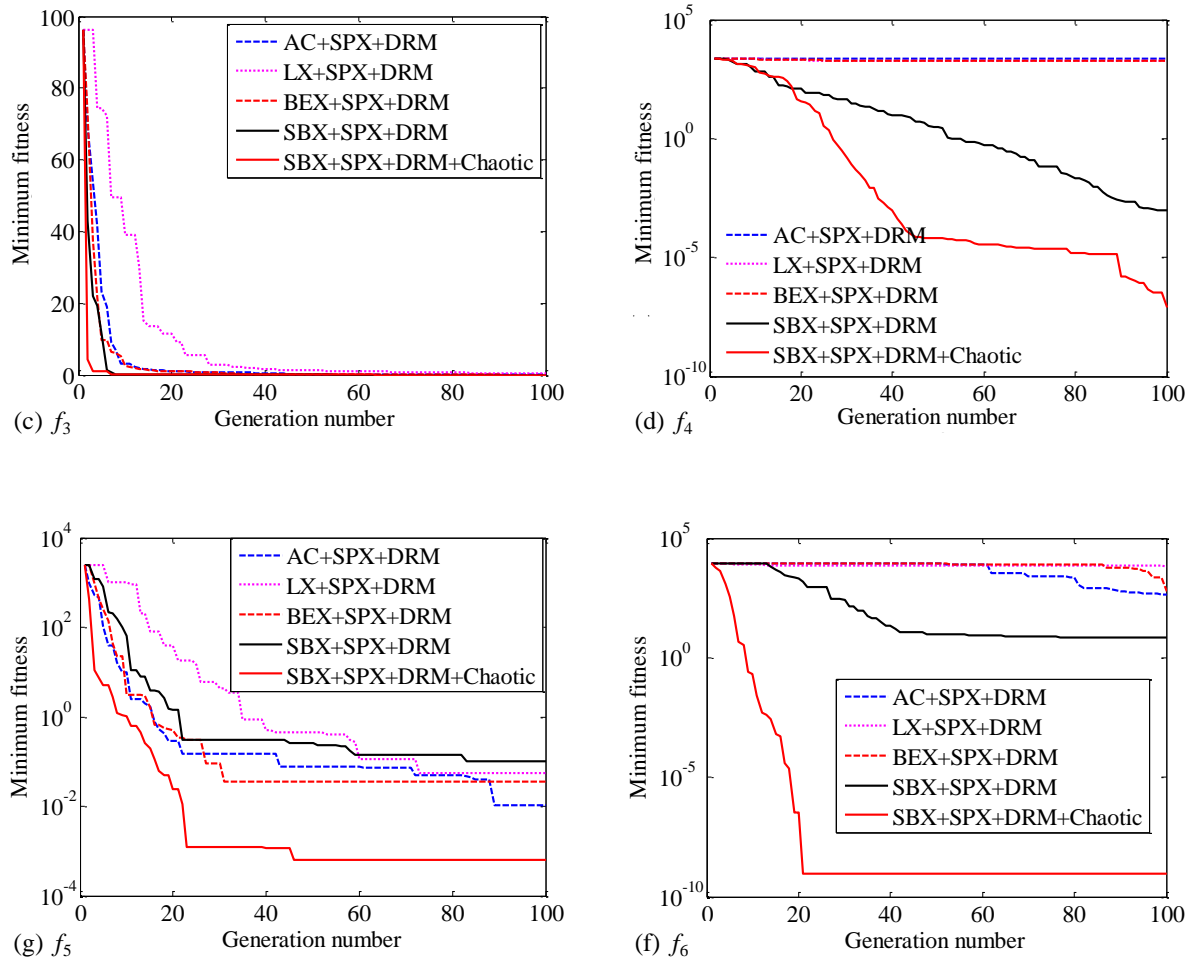 100
80
60
40
20
0
0 20 40 60 80 100
Minimum fitness
Generation number
AC+SPX+DRM
LX+SPX+DRM
BEX+SPX+DRM
SBX+SPX+DRM
SBX+SPX+DRM+Chaotic
(c) f3
10^5
10^0
10^-5
10^-10
0 20 40 60 80 100
Minimum fitness
Generation number
AC+SPX+DRM
LX+SPX+DRM
BEX+SPX+DRM
SBX+SPX+DRM
SBX+SPX+DRM+Chaotic
(d) f4
10^4
10^2
10^0
10^-2
10^-4
0 20 40 60 80 100
Minimum fitness
Generation number
AC+SPX+DRM
LX+SPX+DRM
BEX+SPX+DRM
SBX+SPX+DRM
SBX+SPX+DRM+Chaotic
(g) f5
10^5
10^0
10^-5
10^-10
0 20 40 60 80 100
Minimum fitness
Generation number
AC+SPX+DRM
LX+SPX+DRM
BEX+SPX+DRM
SBX+SPX+DRM
SBX+SPX+DRM+Chaotic
(f) f6